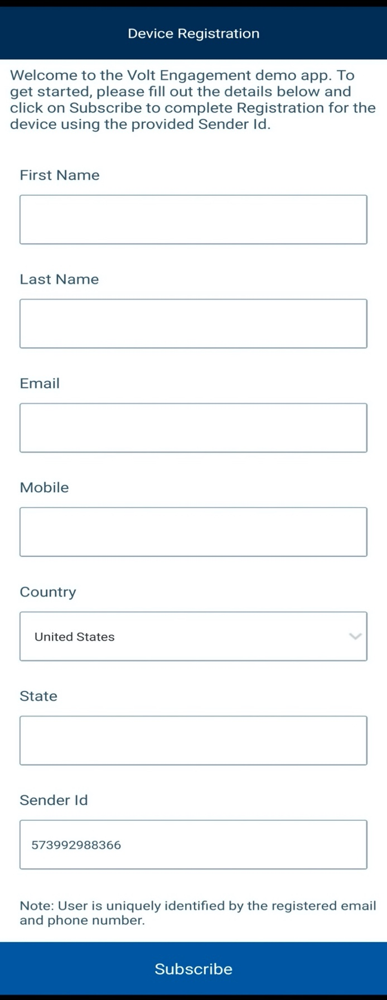 Device Registration
Welcome to the Volt Engagement demo app. To
get started, please fill out the details below and
click on Subscribe to complete Registration for the
device using the provided Sender Id.
First Name
Last Name
Email
Mobile
Country
United States
State
Sender Id
573992988366
Note: User is uniquely identified by the registered email
and phone number.
Subscribe